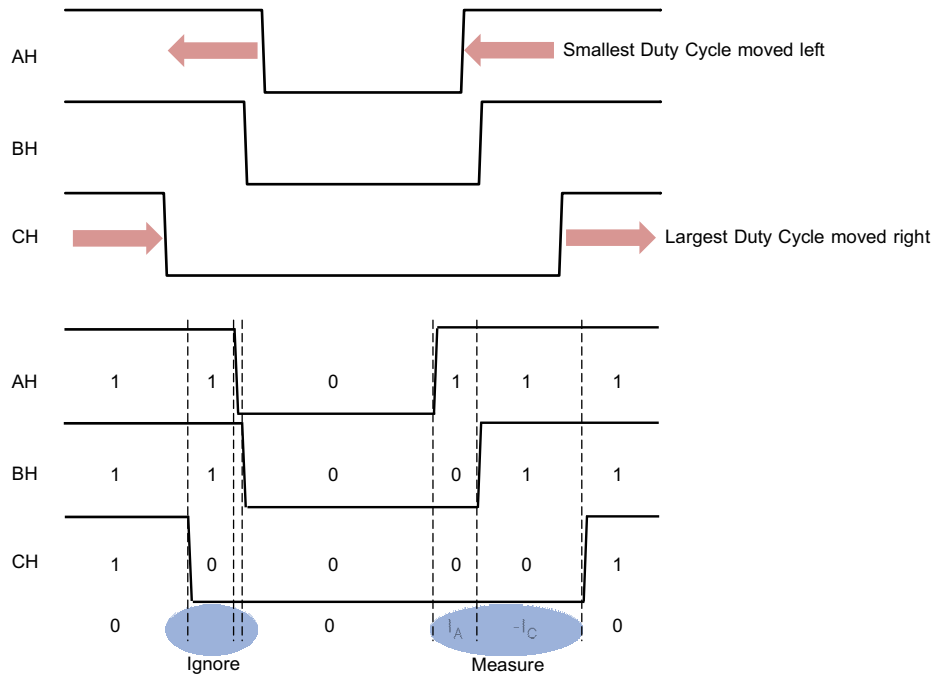 AH
Smallest Duty Cycle moved left
BH
CH
Largest Duty Cycle moved right
AH 1 1 0 1 1 1
BH 1 1 0 0 1 1
CH 1 0 0 0 0 1
0 0 I_A -I_C 0
Ignore Measure